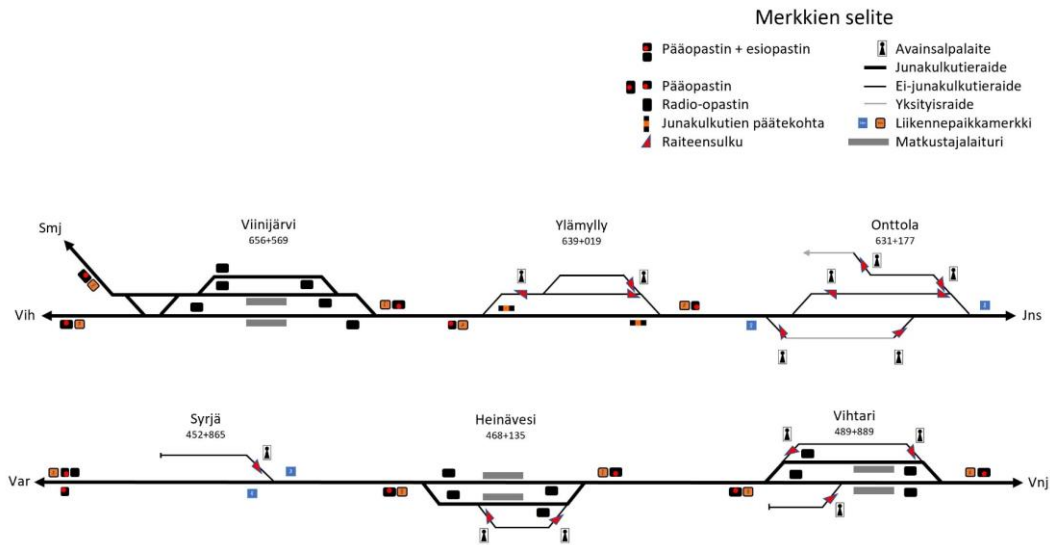 Merkkien selite
Pääopastin + esiopastin
Pääopastin
Radio-opastin
Junakulkutien päätekohta
Raiteensulku
Avainsalpalaite
Junakulkutieraide
Ei-junakulkutieraide
Yksityisraide
Liikennepaikkamerkki
Matkustajalaituri
Smj
Viinijärvi
656+569
Ylämylly
639+019
Onttola
631+177
Vih
Jns
Syrjä
452+865
Heinävesi
468+135
Vihtari
489+889
Var
Vnj